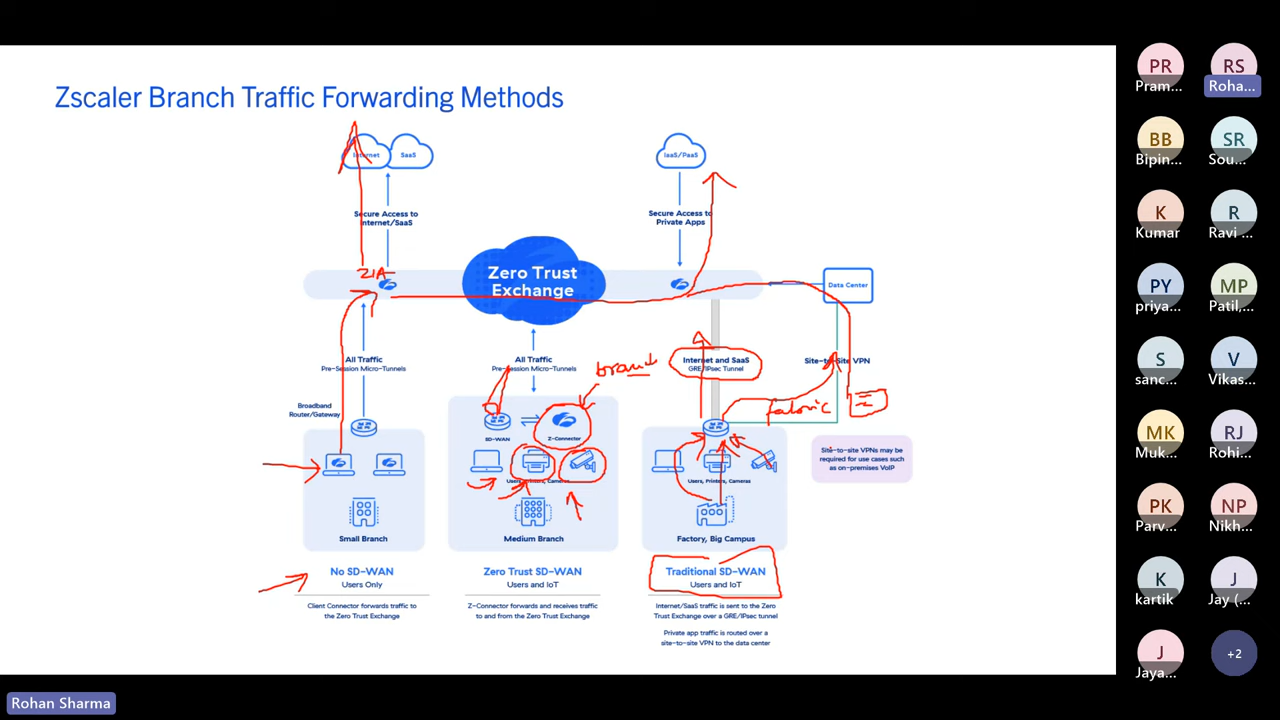 Zscaler Branch Traffic Forwarding Methods
Internet
SaaS
IaaS/PaaS
Secure Access to
Internet/SaaS
Secure Access to
Private Apps
ZIA
Zero Trust
Exchange
Data Center
All Traffic
Pre-Session Micro-Tunnels
All Traffic
Pre-Session Micro-Tunnels
Internet and SaaS
GRE/IPsec Tunnel
Site-to-Site VPN
Broadband
Router/Gateway
SD-WAN
Z-Connector
fabric
Users, Printers, Cameras
Users, Printers, Cameras
Site-to-site VPNs may be
required for use cases such
as on-premises VoIP
Small Branch
Medium Branch
Factory, Big Campus
No SD-WAN
Users Only
Zero Trust SD-WAN
Users and IoT
Traditional SD-WAN
Users and IoT
Client Connector forwards traffic to
the Zero Trust Exchange
Z-Connector forwards and receives traffic
to and from the Zero Trust Exchange
Internet/SaaS traffic is sent to the Zero
Trust Exchange over a GRE/IPsec tunnel
Private app traffic is routed over a
site-to-site VPN to the data center
PR
Pram...
RS
Roha...
BB
Bipin...
SR
Sou...
K
Kumar
R
Ravi ...
PY
priya...
MP
Patil,...
S
sanc...
V
Vikas...
MK
Muk...
RJ
Rohi...
PK
Parv...
NP
Nikh...
K
kartik
J
Jay (...
J
Jaya...
+2
Rohan Sharma